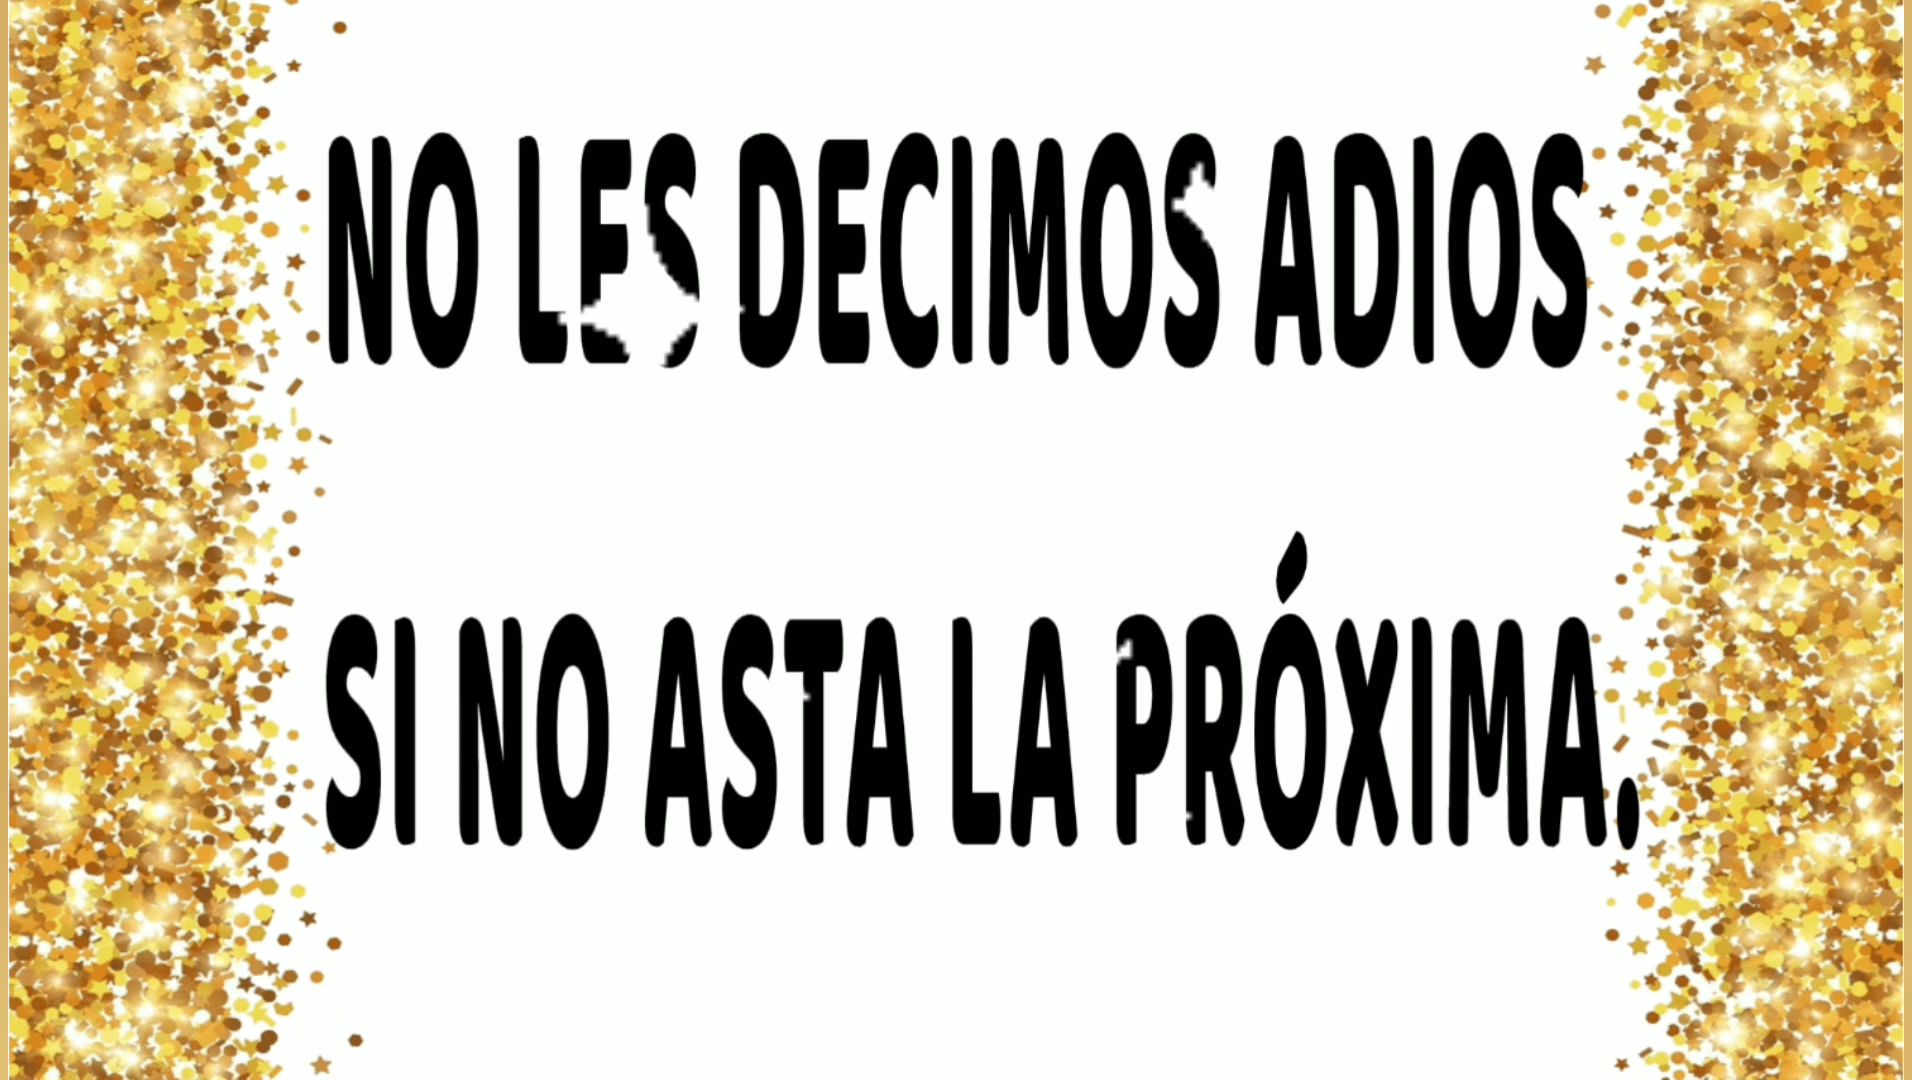 NO LES DECIMOS ADIOS
SI NO ASTA LA PRÓXIMA.